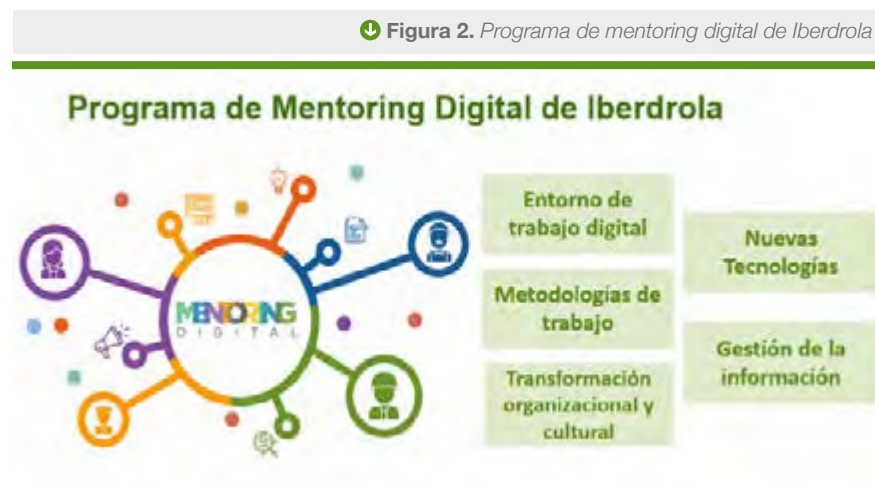 Figura 2. Programa de mentoring digital de Iberdrola
Programa de Mentoring Digital de Iberdrola
MENTORING
DIGITAL
Entorno de
trabajo digital
Metodologías de
trabajo
Transformación
organizacional y
cultural
Nuevas
Tecnologías
Gestión de la
información